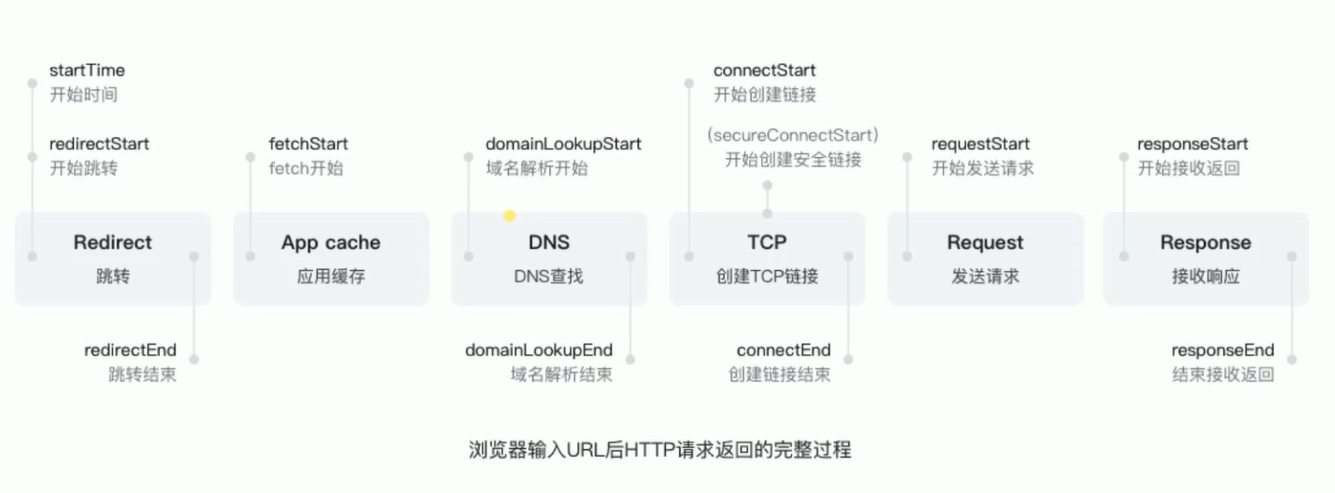 startTime
开始时间
redirectStart
开始跳转
fetchStart
fetch开始
domainLookupStart
域名解析开始
connectStart
开始创建链接
(secureConnectStart)
开始创建安全链接
requestStart
开始发送请求
responseStart
开始接收返回
Redirect
跳转
App cache
应用缓存
DNS
DNS查找
TCP
创建TCP链接
Request
发送请求
Response
接收响应
redirectEnd
跳转结束
domainLookupEnd
域名解析结束
connectEnd
创建链接结束
responseEnd
结束接收返回
浏览器输入URL后HTTP请求返回的完整过程